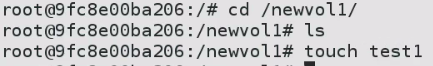 root@9fc8e00ba206:/# cd /newvol1/
root@9fc8e00ba206:/newvol1# ls
root@9fc8e00ba206:/newvol1# touch test1